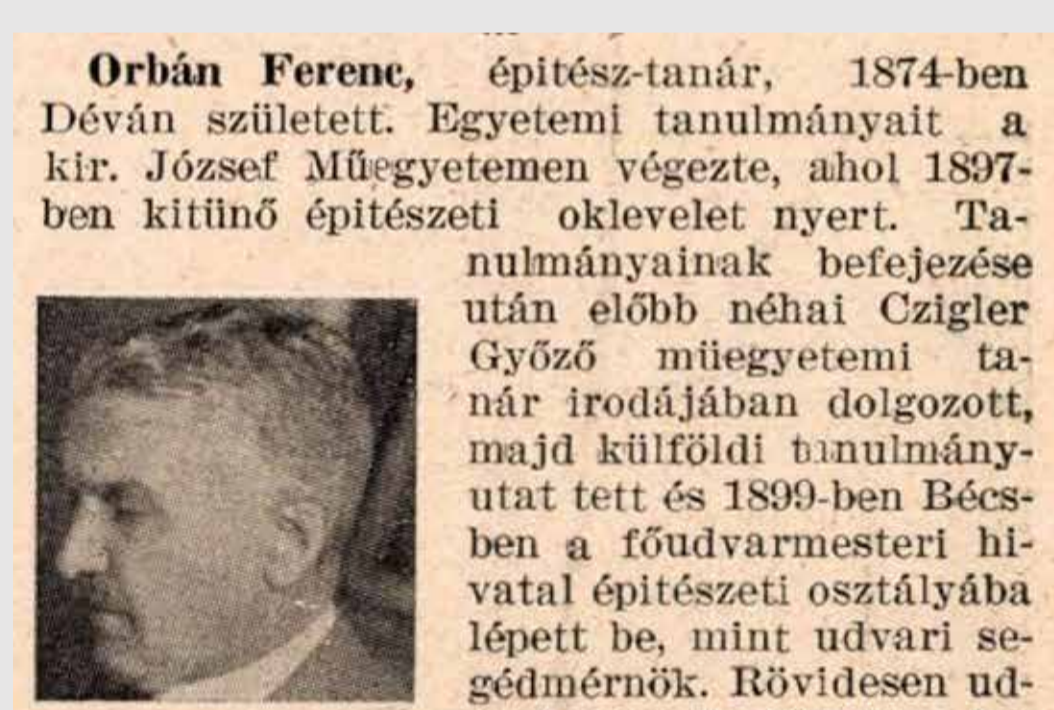 Orbán Ferenc, épitész-tanár, 1874-ben
Déván született. Egyetemi tanulmányait a
kir. József Műegyetemen végezte, ahol 1897-
ben kitünő épitészeti oklevelet nyert. Ta-
nulmányainak befejezése
után előbb néhai Czigler
Győző müegyetemi ta-
nár irodájában dolgozott,
majd külföldi tanulmány-
utat tett és 1899-ben Bécs-
ben a főudvarmesteri hi-
vatal épitészeti osztályába
lépett be, mint udvari se-
gédmérnök. Rövidesen ud-